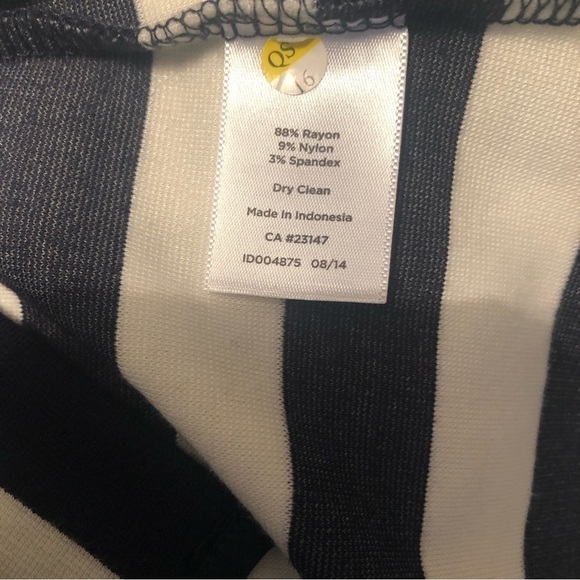 QS
16
88% Rayon
9% Nylon
3% Spandex
Dry Clean
Made In Indonesia
CA #23147
ID004875 08/14